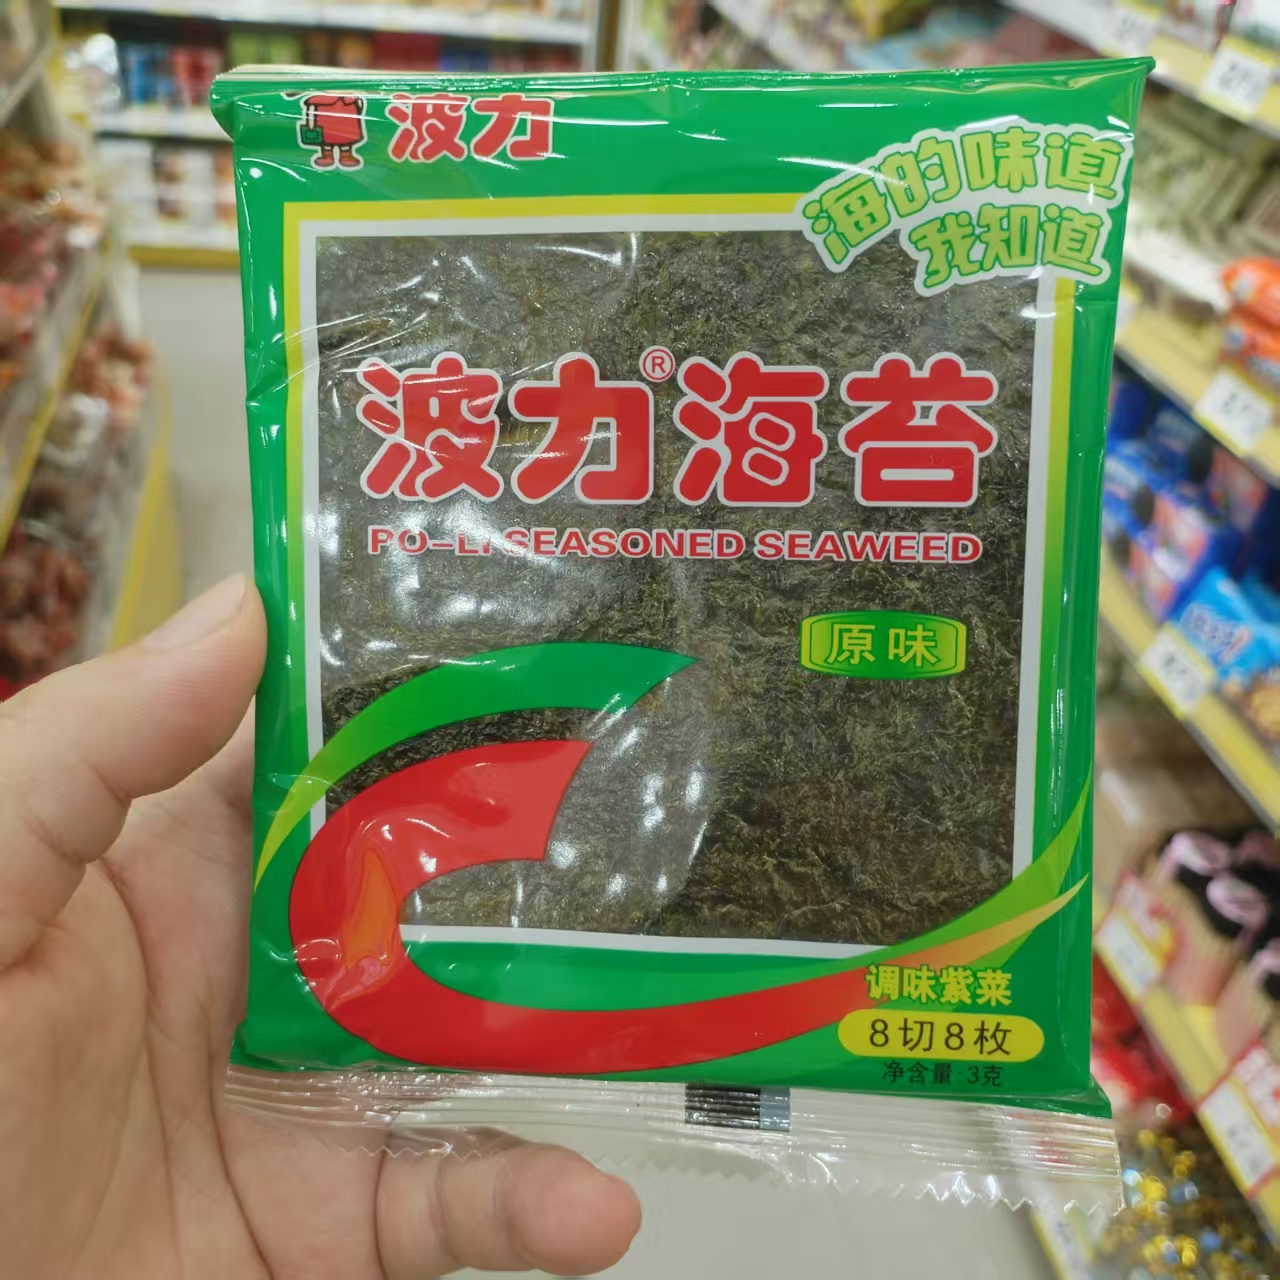 波力
海的味道
我知道
波力®海苔
PO-LI SEASONED SEAWEED
原味
调味紫菜
8切8枚
净含量:3克